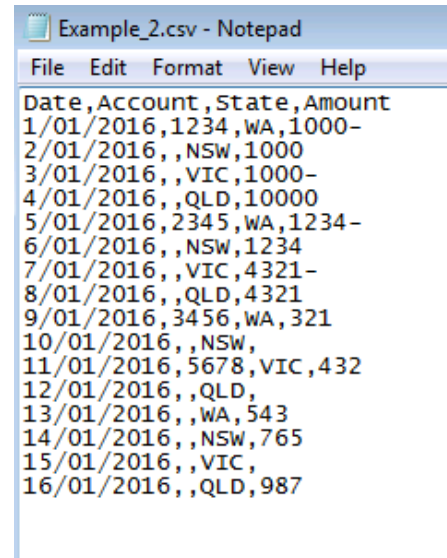 Example_2.csv - Notepad
File Edit Format View Help
Date,Account,State,Amount
1/01/2016,1234,WA,1000-
2/01/2016,,NSW,1000
3/01/2016,,VIC,1000-
4/01/2016,,QLD,10000
5/01/2016,2345,WA,1234-
6/01/2016,,NSW,1234
7/01/2016,,VIC,4321-
8/01/2016,,QLD,4321
9/01/2016,3456,WA,321
10/01/2016,,NSW,
11/01/2016,5678,VIC,432
12/01/2016,,QLD,
13/01/2016,,WA,543
14/01/2016,,NSW,765
15/01/2016,,VIC,
16/01/2016,,QLD,987